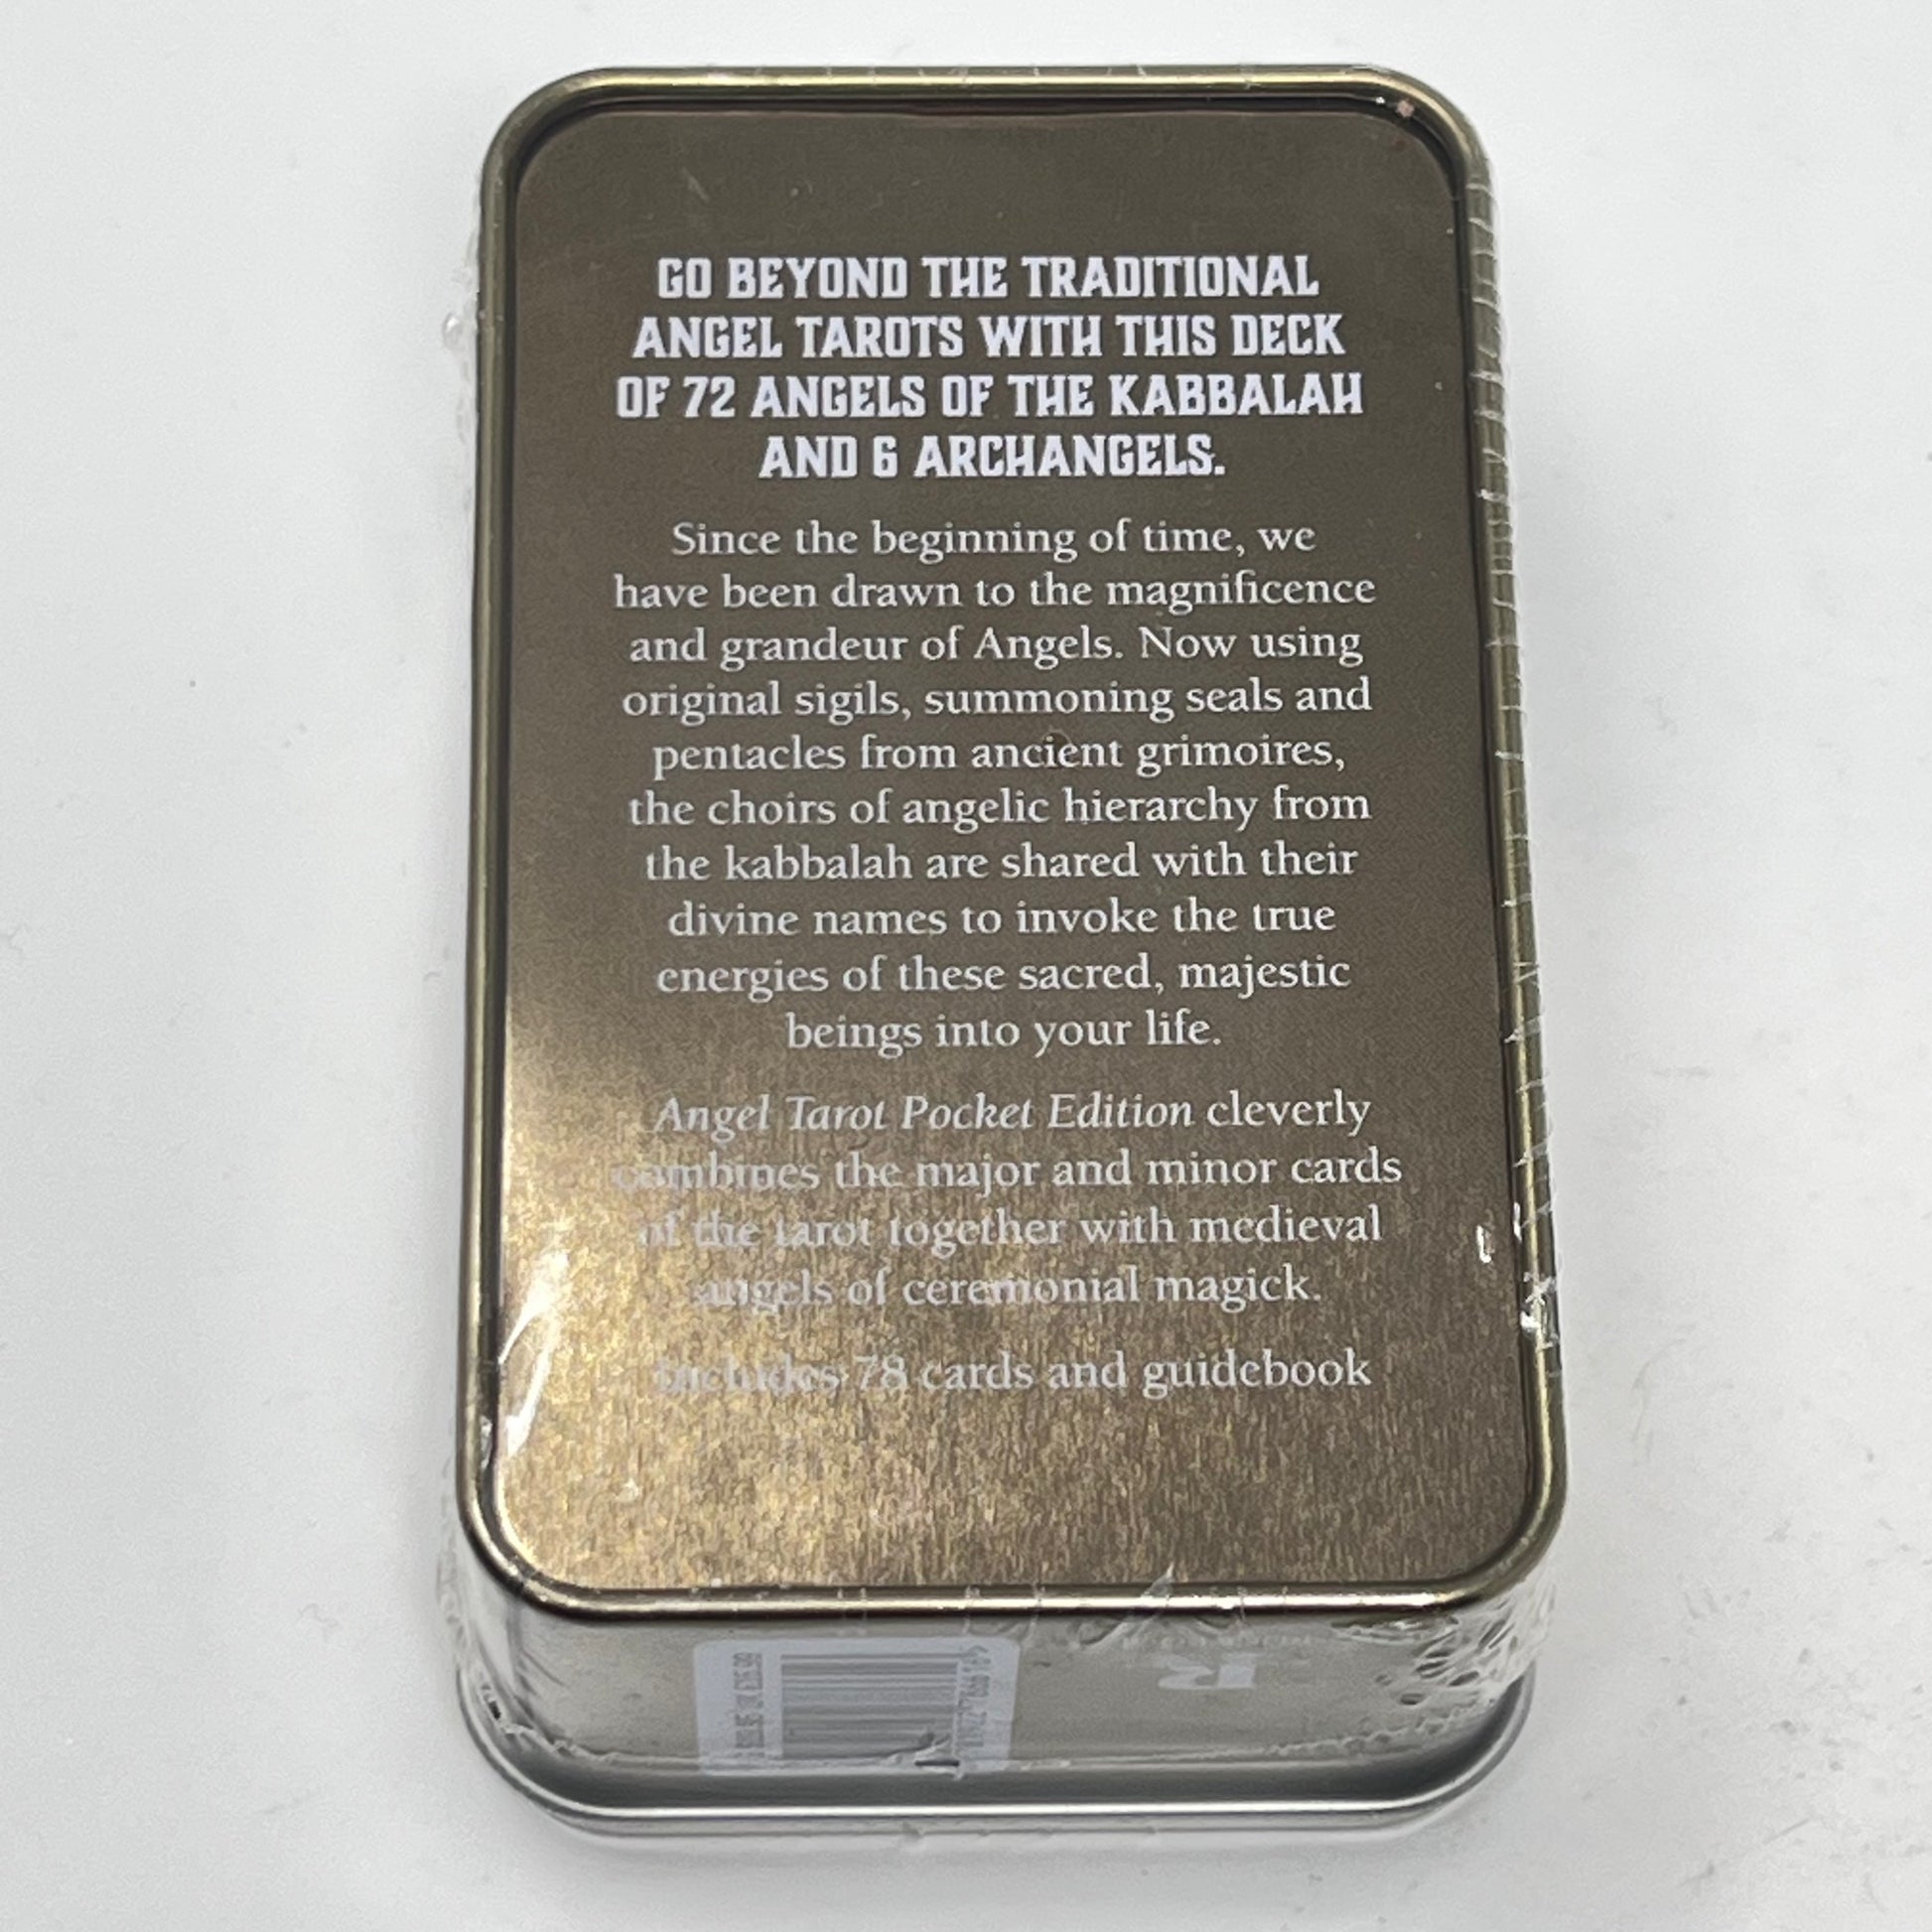 GO BEYOND THE TRADITIONAL
ANGEL TAROTS WITH THIS DECK
OF 72 ANGELS OF THE KABBALAH
AND 6 ARCHANGELS.
Since the beginning of time, we
have been drawn to the magnificence
and grandeur of Angels. Now using
original sigils, summoning seals and
pentacles from ancient grimoires,
the choirs of angelic hierarchy from
the kabbalah are shared with their
divine names to invoke the true
energies of these sacred, majestic
beings into your life.
Angel Tarot Pocket Edition cleverly
combines the major and minor cards
of the tarot together with medieval
angels of ceremonial magick.
Includes 78 cards and guidebook